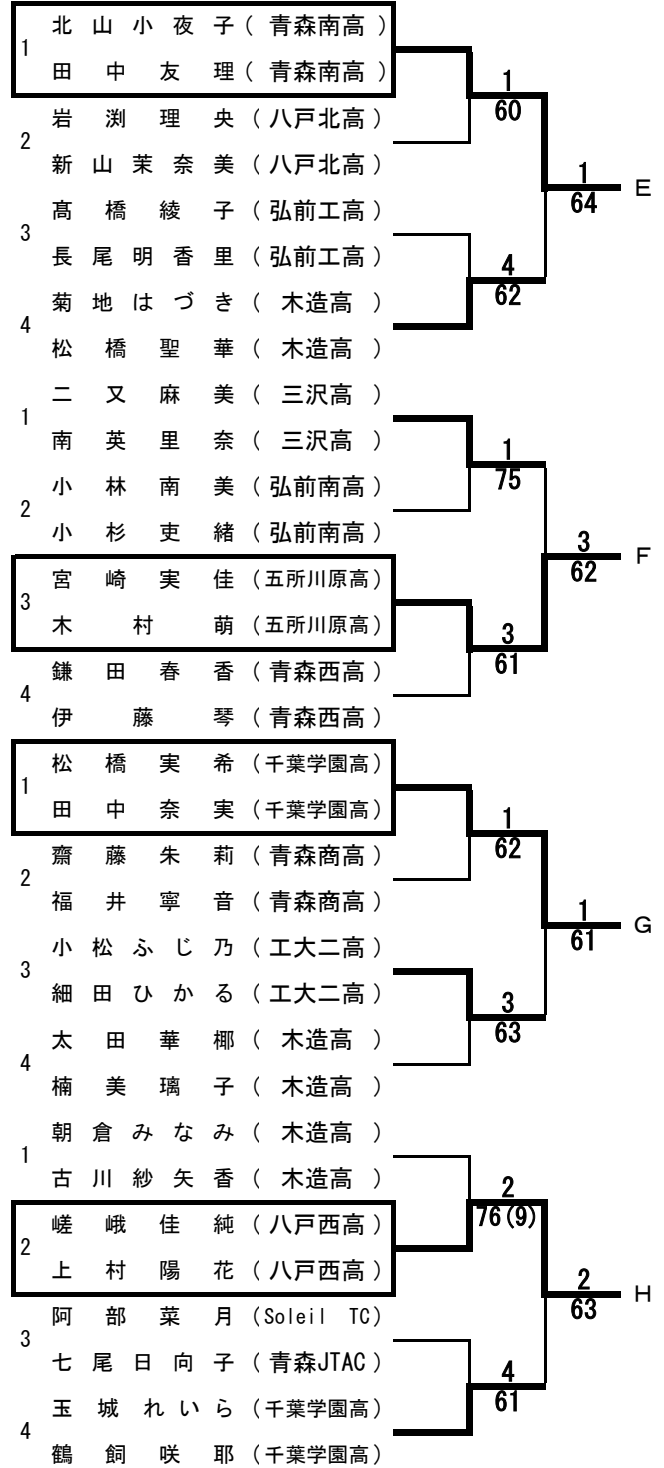 1 北山小夜子(青森南高)
田中友理(青森南高)
1
60
2 岩渕理央(八戸北高)
新山茉奈美(八戸北高)
1
64
E
3 髙橋綾子(弘前工高)
長尾明香里(弘前工高)
4
62
4 菊地はづき(木造高)
松橋聖華(木造高)
1 二又麻美(三沢高)
南英里奈(三沢高)
1
75
2 小林南美(弘前南高)
小杉吏緒(弘前南高)
3
62
F
3 宮崎実佳(五所川原高)
木村萌(五所川原高)
3
61
4 鎌田春香(青森西高)
伊藤琴(青森西高)
1 松橋実希(千葉学園高)
田中奈実(千葉学園高)
1
62
2 齋藤朱莉(青森商高)
福井寧音(青森商高)
1
61
G
3 小松ふじ乃(工大二高)
細田ひかる(工大二高)
3
63
4 太田華梛(木造高)
楠美璃子(木造高)
1 朝倉みなみ(木造高)
古川紗矢香(木造高)
2
76(9)
2 嵯峨佳純(八戸西高)
上村陽花(八戸西高)
2
63
H
3 阿部菜月(Soleil TC)
七尾日向子(青森JTAC)
4
61
4 玉城れいら(千葉学園高)
鶴飼咲耶(千葉学園高)